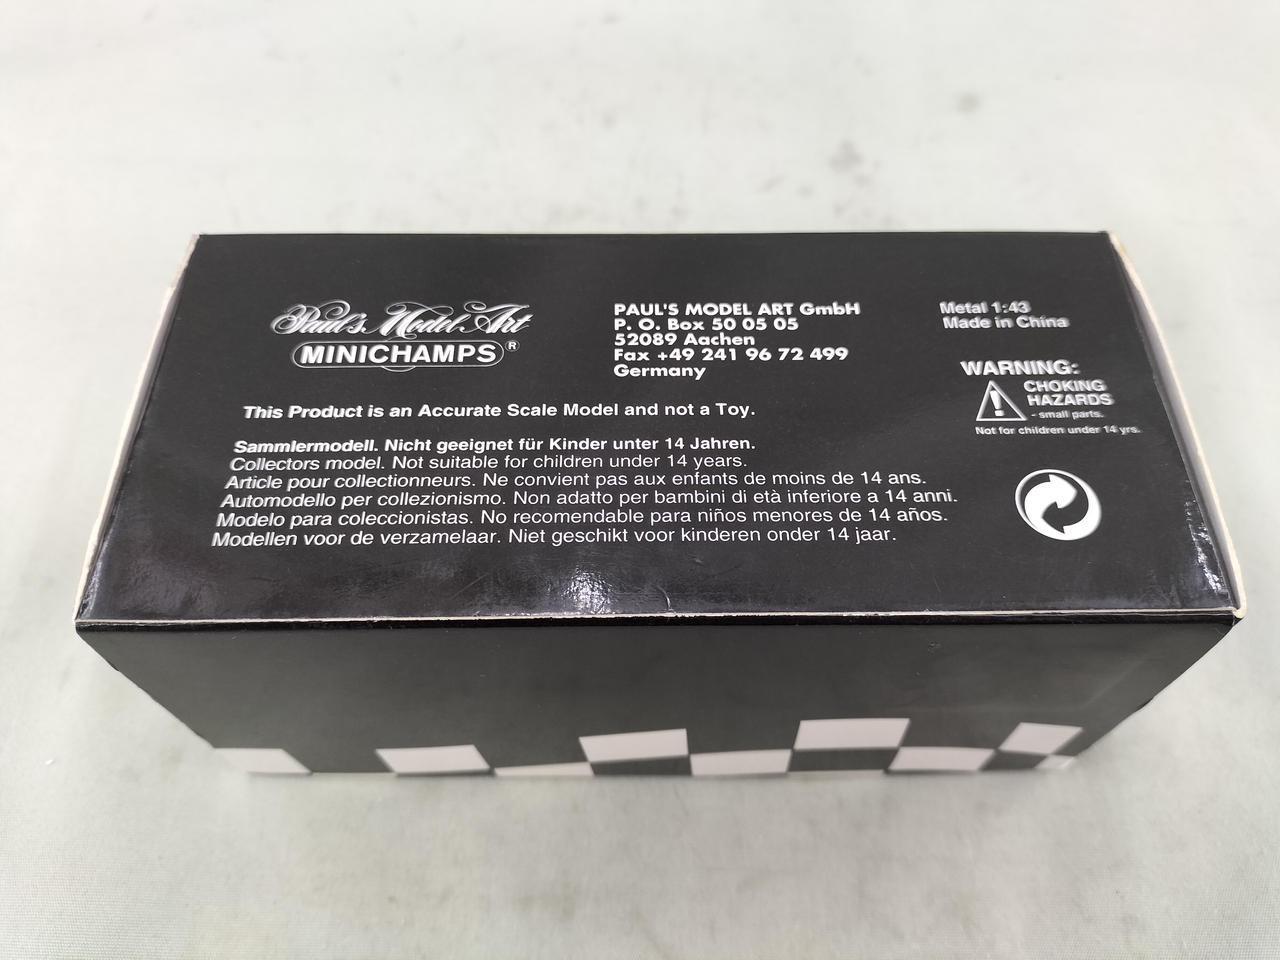 Paul's Model Art
MINICHAMPS®
PAUL'S MODEL ART GmbH
P. O. Box 50 05 05
52089 Aachen
Fax +49 241 96 72 499
Germany
Metal 1:43
Made in China
WARNING:
CHOKING
HAZARDS
- small parts.
Not for children under 14 yrs.
This Product is an Accurate Scale Model and not a Toy.
Sammlermodell. Nicht geeignet für Kinder unter 14 Jahren.
Collectors model. Not suitable for children under 14 years.
Article pour collectionneurs. Ne convient pas aux enfants de moins de 14 ans.
Automodello per collezionismo. Non adatto per bambini di età inferiore a 14 anni.
Modelo para coleccionistas. No recomendable para niños menores de 14 años.
Modellen voor de verzamelaar. Niet geschikt voor kinderen onder 14 jaar.